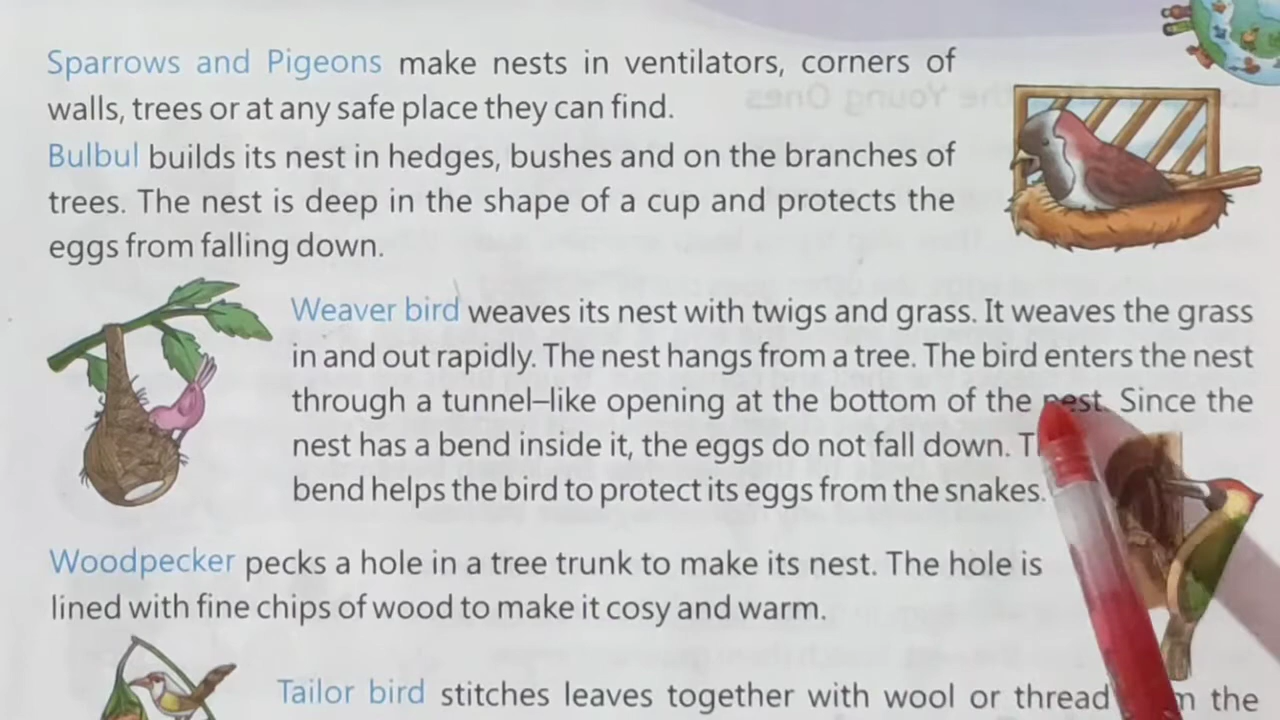 Sparrows and Pigeons make nests in ventilators, corners of
walls, trees or at any safe place they can find.
Bulbul builds its nest in hedges, bushes and on the branches of
trees. The nest is deep in the shape of a cup and protects the
eggs from falling down.
Weaver bird weaves its nest with twigs and grass. It weaves the grass
in and out rapidly. The nest hangs from a tree. The bird enters the nest
through a tunnel–like opening at the bottom of the nest. Since the
nest has a bend inside it, the eggs do not fall down.
bend helps the bird to protect its eggs from the snakes.
Woodpecker pecks a hole in a tree trunk to make its nest. The hole is
lined with fine chips of wood to make it cosy and warm.
Tailor bird stitches leaves together with wool or thread the